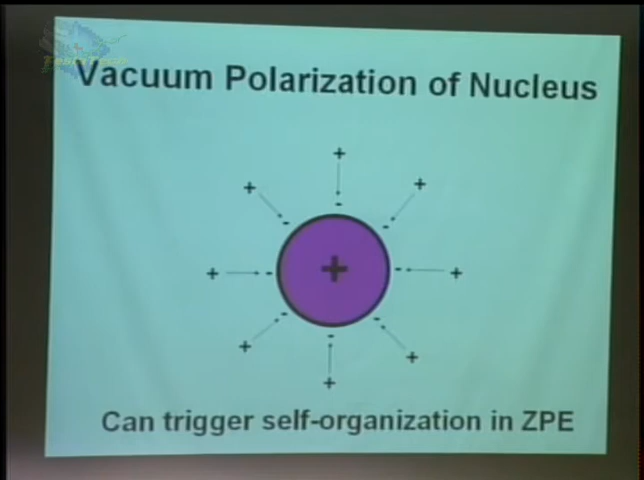 Vacuum Polarization of Nucleus
+
+ +
- - -
+ - + - +
- -
+ - +
+
Can trigger self-organization in ZPE